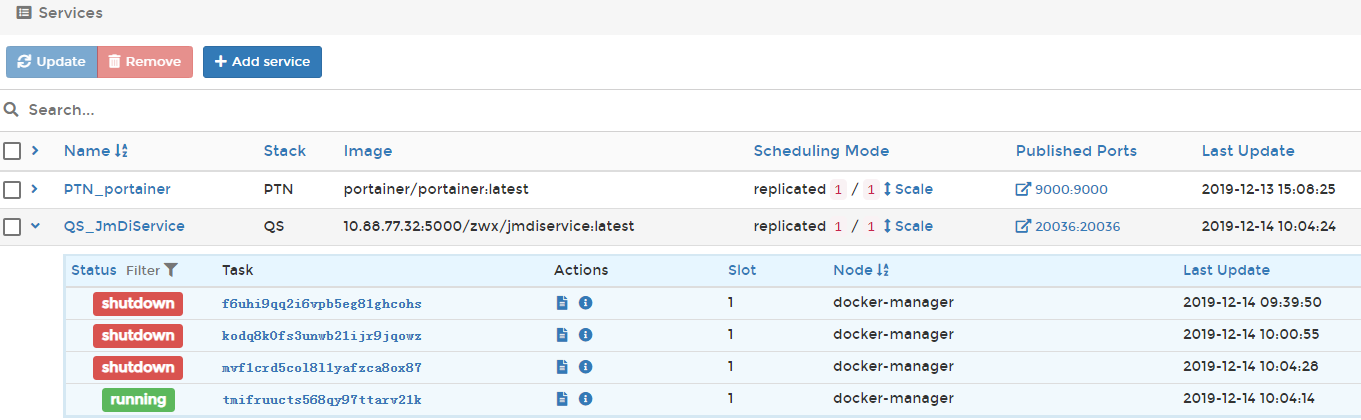 Services
Update Remove Add service
Search...
Name Stack Image Scheduling Mode Published Ports Last Update
PTN_portainer PTN portainer/portainer:latest replicated 1 / 1 Scale 9000:9000 2019-12-13 15:08:25
QS_JmDiService QS 10.88.77.32:5000/zwx/jmdiservice:latest replicated 1 / 1 Scale 20036:20036 2019-12-14 10:04:24
Status Filter Task Actions Slot Node Last Update
shutdown f6uhi9qq2i6vpb5eg81ghcohs 1 docker-manager 2019-12-14 09:39:50
shutdown kodq8k0fs3unwb21ijr9jqowz 1 docker-manager 2019-12-14 10:00:55
shutdown mvf1crd5col8l1yafzca8ox87 1 docker-manager 2019-12-14 10:04:28
running tmifruucts568qy97ttarv21k 1 docker-manager 2019-12-14 10:04:14